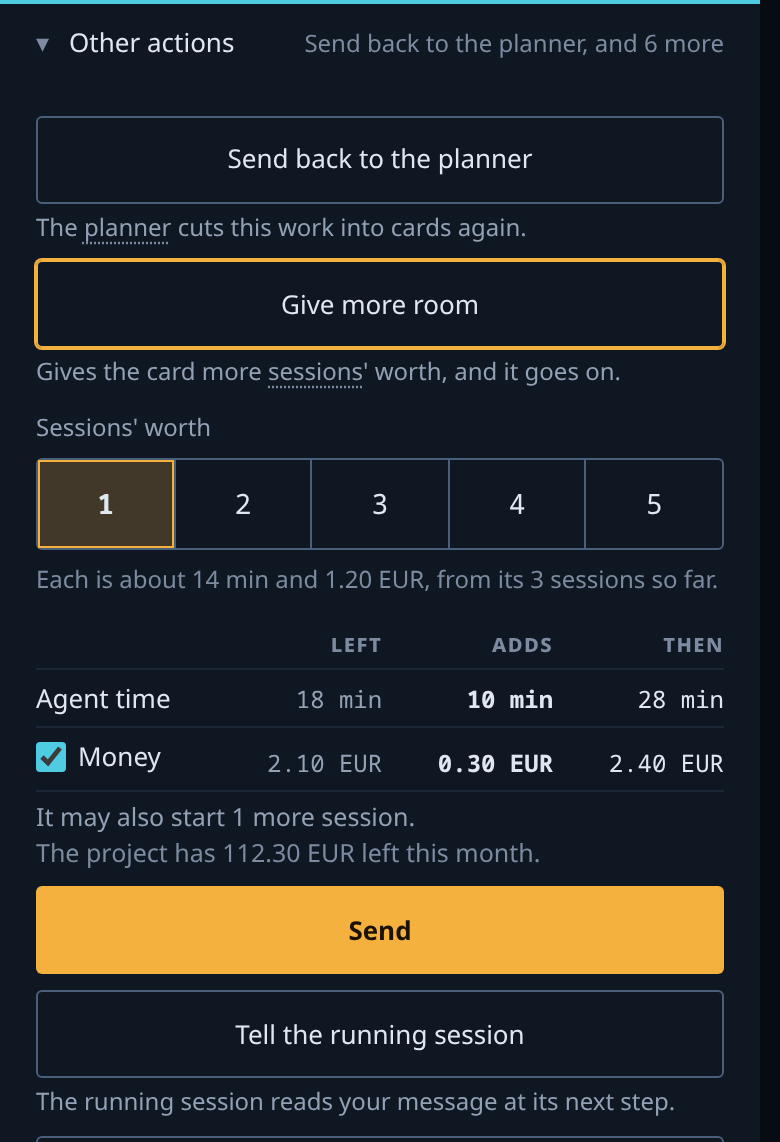 ▼ Other actions Send back to the planner, and 6 more
Send back to the planner
The planner cuts this work into cards again.
Give more room
Gives the card more sessions' worth, and it goes on.
Sessions' worth
1 2 3 4 5
Each is about 14 min and 1.20 EUR, from its 3 sessions so far.
LEFT ADDS THEN
Agent time 18 min 10 min 28 min
Money 2.10 EUR 0.30 EUR 2.40 EUR
It may also start 1 more session.
The project has 112.30 EUR left this month.
Send
Tell the running session
The running session reads your message at its next step.